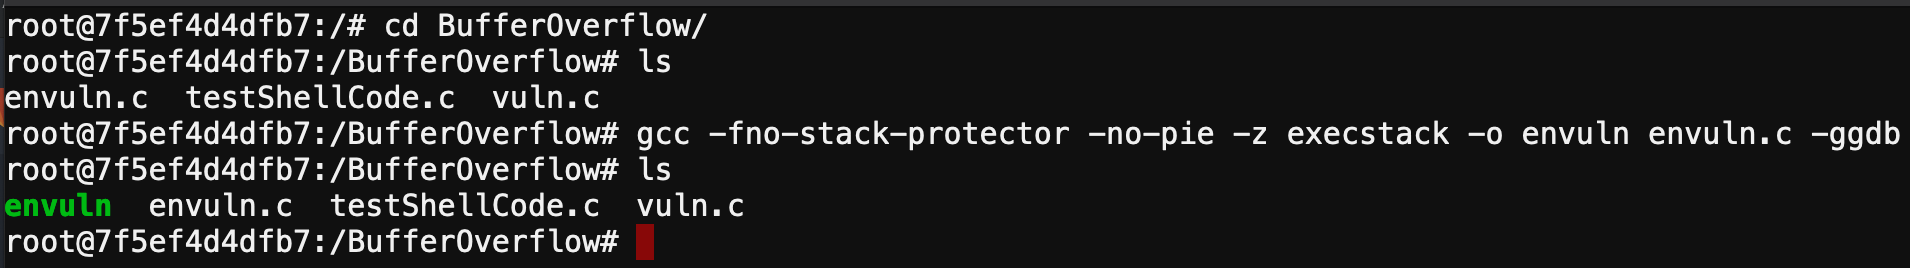 root@7f5ef4d4dfb7:/# cd BufferOverflow/
root@7f5ef4d4dfb7:/BufferOverflow# ls
envuln.c  testShellCode.c  vuln.c
root@7f5ef4d4dfb7:/BufferOverflow# gcc -fno-stack-protector -no-pie -z execstack -o envuln envuln.c -ggdb
root@7f5ef4d4dfb7:/BufferOverflow# ls
envuln  envuln.c  testShellCode.c  vuln.c
root@7f5ef4d4dfb7:/BufferOverflow#